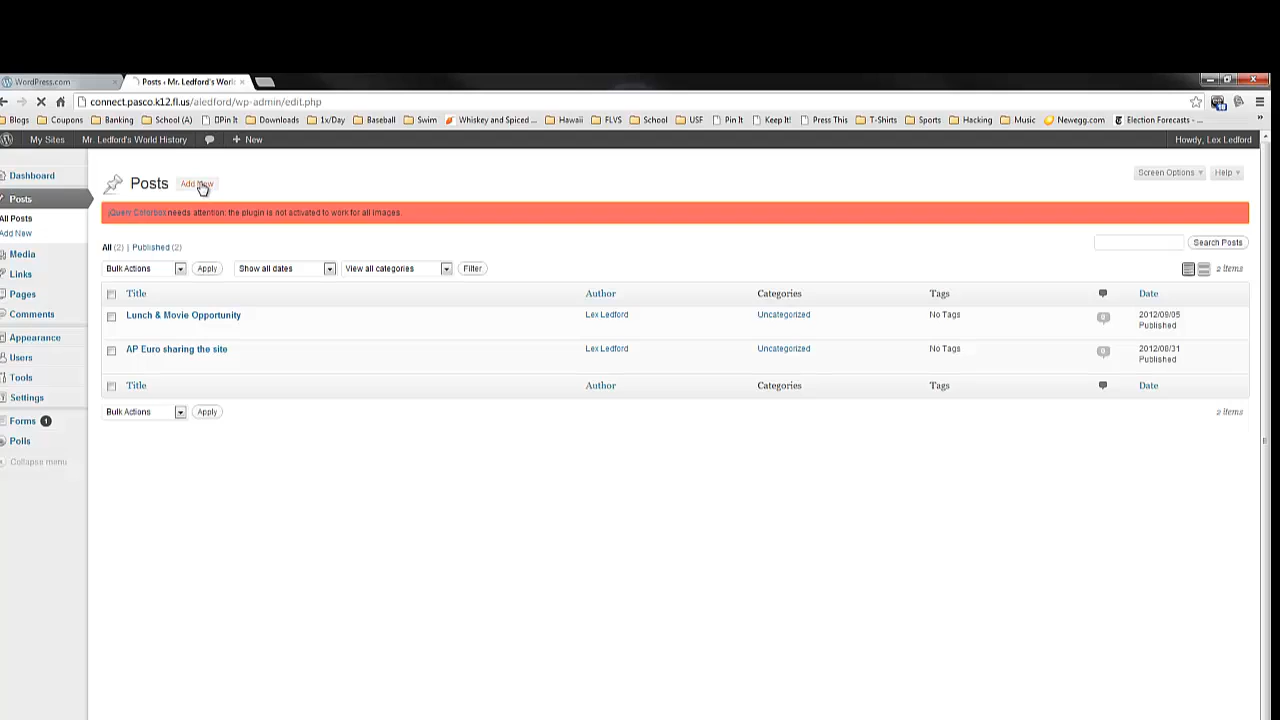 WordPress.com
Posts ‹ Mr. Ledford's Worl
connect.pasco.k12.fl.us/aledford/wp-admin/edit.php
Blogs Coupons Banking School (A) DPin It Downloads 1x/Day Baseball Swim Whiskey and Spiced ... Hawaii FLVS School USF Pin It Keep It! Press This T-Shirts Sports Hacking Music Newegg.com Election Forecasts - ...
My Sites Mr. Ledford's World History + New Howdy, Lex Ledford
Dashboard
Posts
All Posts
Add New
Media
Links
Pages
Comments
Appearance
Users
Tools
Settings
Forms 1
Polls
Collapse menu
Posts Add New
Screen Options Help
jQuery Colorbox needs attention: the plugin is not activated to work for all images.
All (2) | Published (2)
Search Posts
Bulk Actions Apply Show all dates View all categories Filter 2 items
Title Author Categories Tags Date
Lunch & Movie Opportunity Lex Ledford Uncategorized No Tags 0 2012/09/05
Published
AP Euro sharing the site Lex Ledford Uncategorized No Tags 0 2012/08/31
Published
Title Author Categories Tags Date
Bulk Actions Apply 2 items